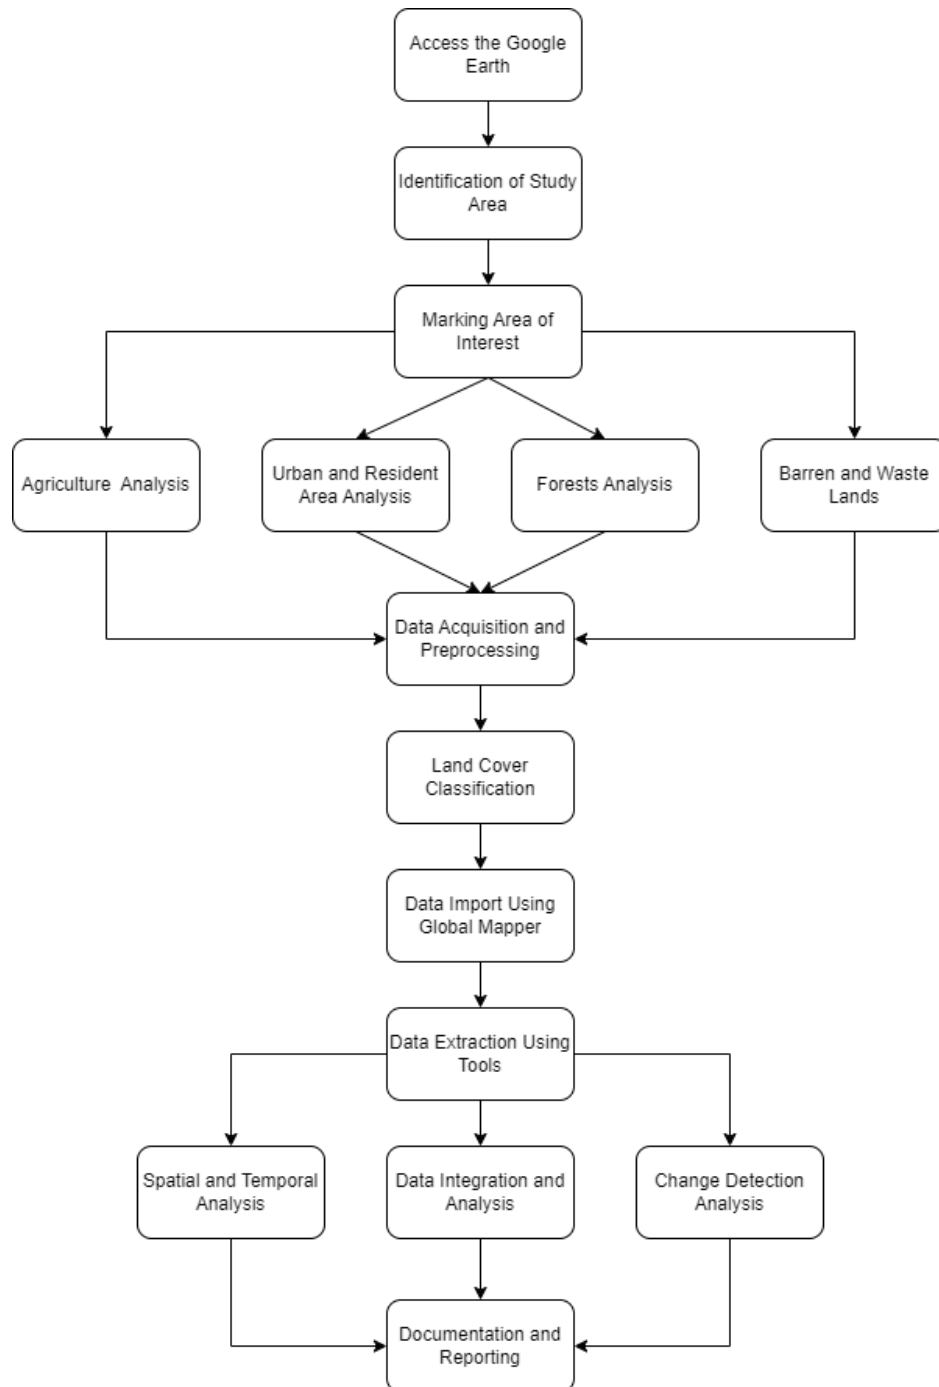 Access the Google
Earth
Identification of Study
Area
Marking Area of
Interest
Agriculture  Analysis
Urban and Resident
Area Analysis
Forests Analysis
Barren and Waste
Lands
Data Acquisition and
Preprocessing
Land Cover
Classification
Data Import Using
Global Mapper
Data Extraction Using
Tools
Spatial and Temporal
Analysis
Data Integration and
Analysis
Change Detection
Analysis
Documentation and
Reporting